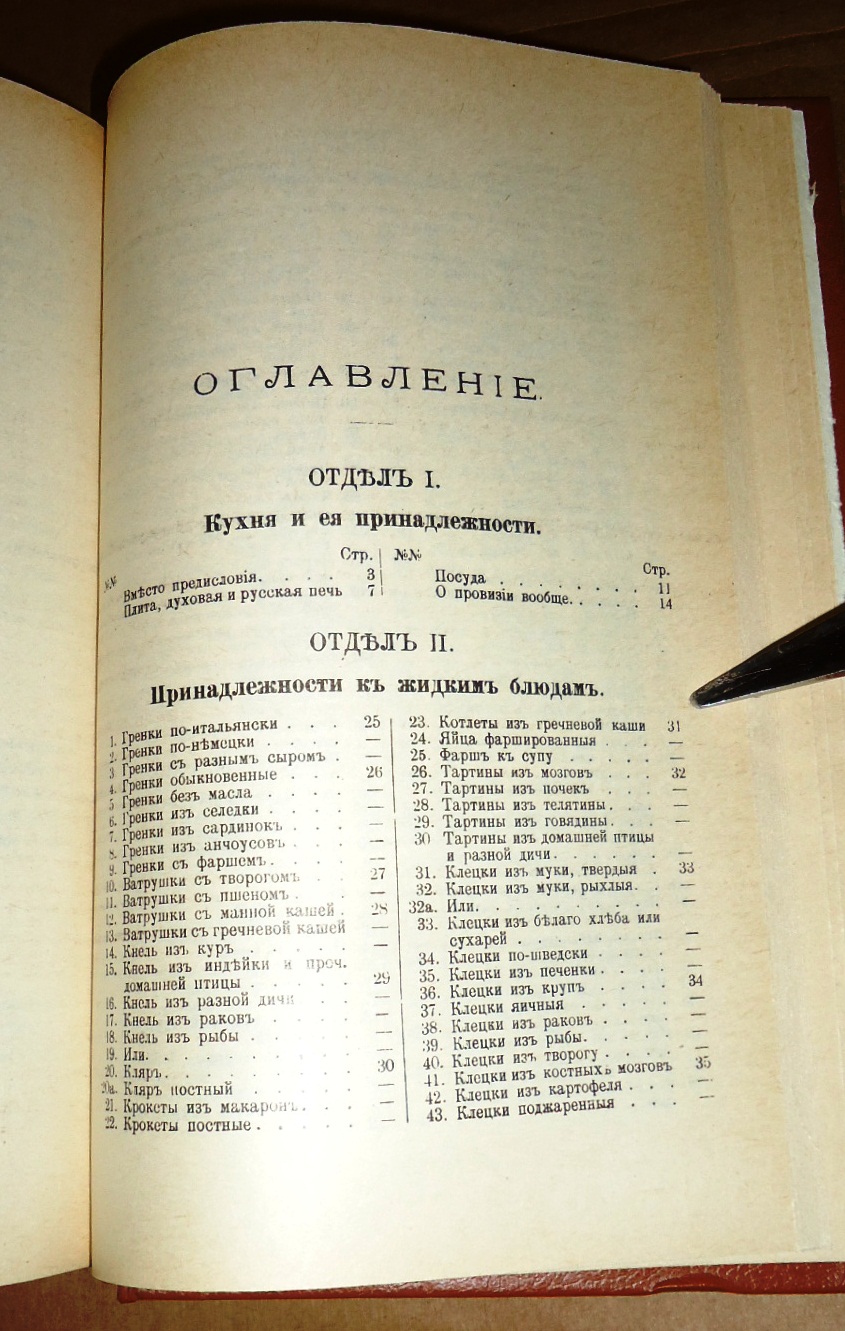 ОГЛАВЛЕНІЕ.
ОТДѢЛЪ I.
Кухня и ея принадлежности.
№№ Стр.
Вмѣсто предисловія. . . . . 3
Плита, духовая и русская печь 7
№№ Стр.
Посуда . . . . . . . . . 11
О провизіи вообще. . . . . 14
ОТДѢЛЪ II.
Принадлежности къ жидкимъ блюдамъ.
1. Гренки по-итальянски . . . 25
2. Гренки по-нѣмецки . . . . —
3 Гренки съ разнымъ сыромъ . —
4. Гренки обыкновенные . . . 26
5 Гренки безъ масла . . . . —
6. Гренки изъ селедки . . . . —
7. Гренки изъ сардинокъ . . . —
8. Гренки изъ анчоусовъ . . . —
9. Гренки съ фаршемъ. . . . —
10. Ватрушки съ творогомъ . . 27
11. Ватрушки съ пшеномъ . . . —
12. Ватрушки съ манной кашей . 28
13. Ватрушки съ гречневой кашей —
14. Кнель изъ куръ . . . . . —
15. Кнель изъ индѣйки и проч.
домашней птицы . . . . . 29
16. Кнель изъ разной дичи . . —
17. Кнель изъ раковъ . . . . —
18. Кнель изъ рыбы . . . . . —
19. Или. . . . . . . . . . —
20. Кляръ. . . . . . . . . 30
20а. Кляръ постный . . . . . —
21. Крокеты изъ макаронъ. . . —
22. Крокеты постные . . . . . —
23. Котлеты изъ гречневой каши 31
24. Яйца фаршированныя . . . —
25. Фаршъ къ супу . . . . . —
26. Тартины изъ мозговъ . . . 32
27. Тартины изъ почекъ . . . —
28. Тартины изъ телятины . . . —
29. Тартины изъ говядины. . . —
30 Тартины изъ домашней птицы
и разной дичи. . . . . . —
31. Клецки изъ муки, твердыя . 33
32. Клецки изъ муки, рыхлыя. . —
32а. Или. . . . . . . . . . —
33. Клецки изъ бѣлаго хлѣба или
сухарей . . . . . . . . —
34. Клецки по-шведски . . . . —
35. Клецки изъ печенки . . . . —
36. Клецки изъ крупъ . . . . 34
37. Клецки яичныя . . . . . —
38. Клецки изъ раковъ . . . . —
39. Клецки изъ рыбы. . . . . —
40. Клецки изъ творогу . . . . —
41. Клецки изъ костныхъ мозговъ 35
42. Клецки изъ картофеля . . . —
43. Клецки поджаренныя . . . —